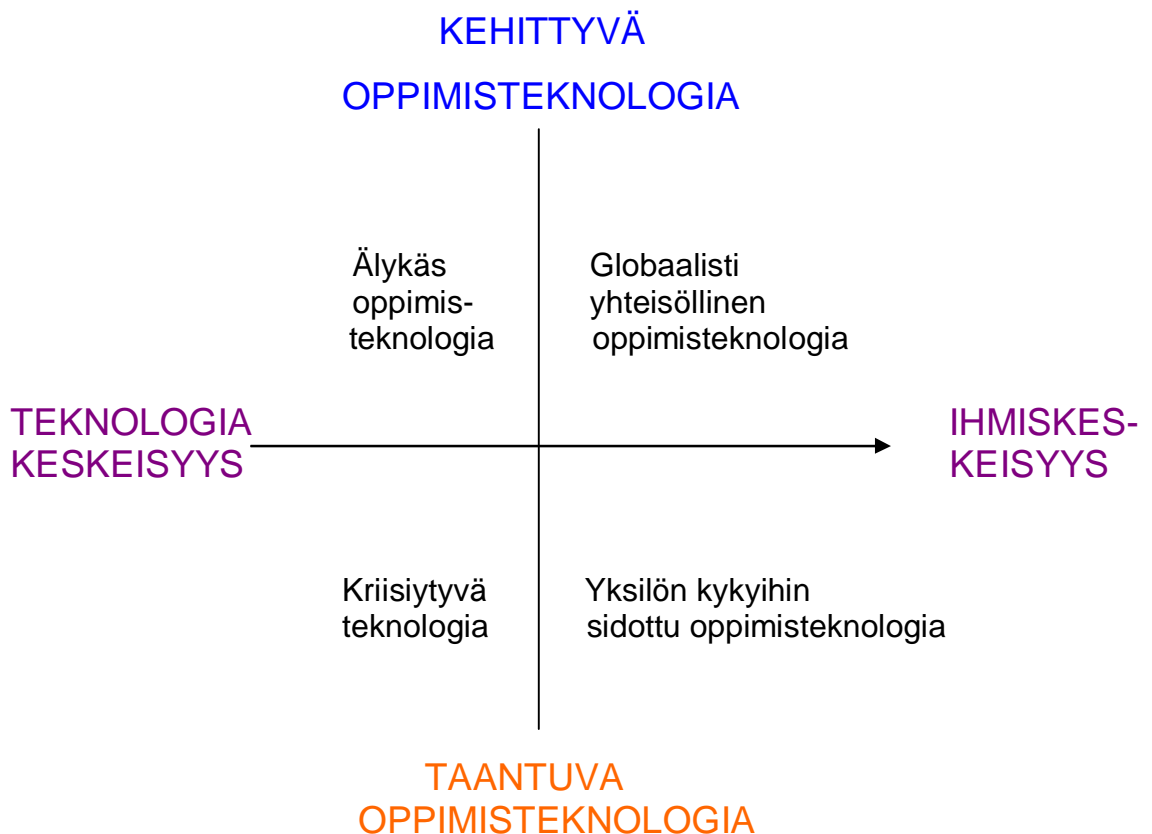 KEHITTYVÄ
OPPIMISTEKNOLOGIA
Älykäs
oppimis-
teknologia
Globaalisti
yhteisöllinen
oppimisteknologia
TEKNOLOGIA
KESKEISYYS
IHMISKES-
KEISYYS
Kriisiytyvä
teknologia
Yksilön kykyihin
sidottu oppimisteknologia
TAANTUVA
OPPIMISTEKNOLOGIA